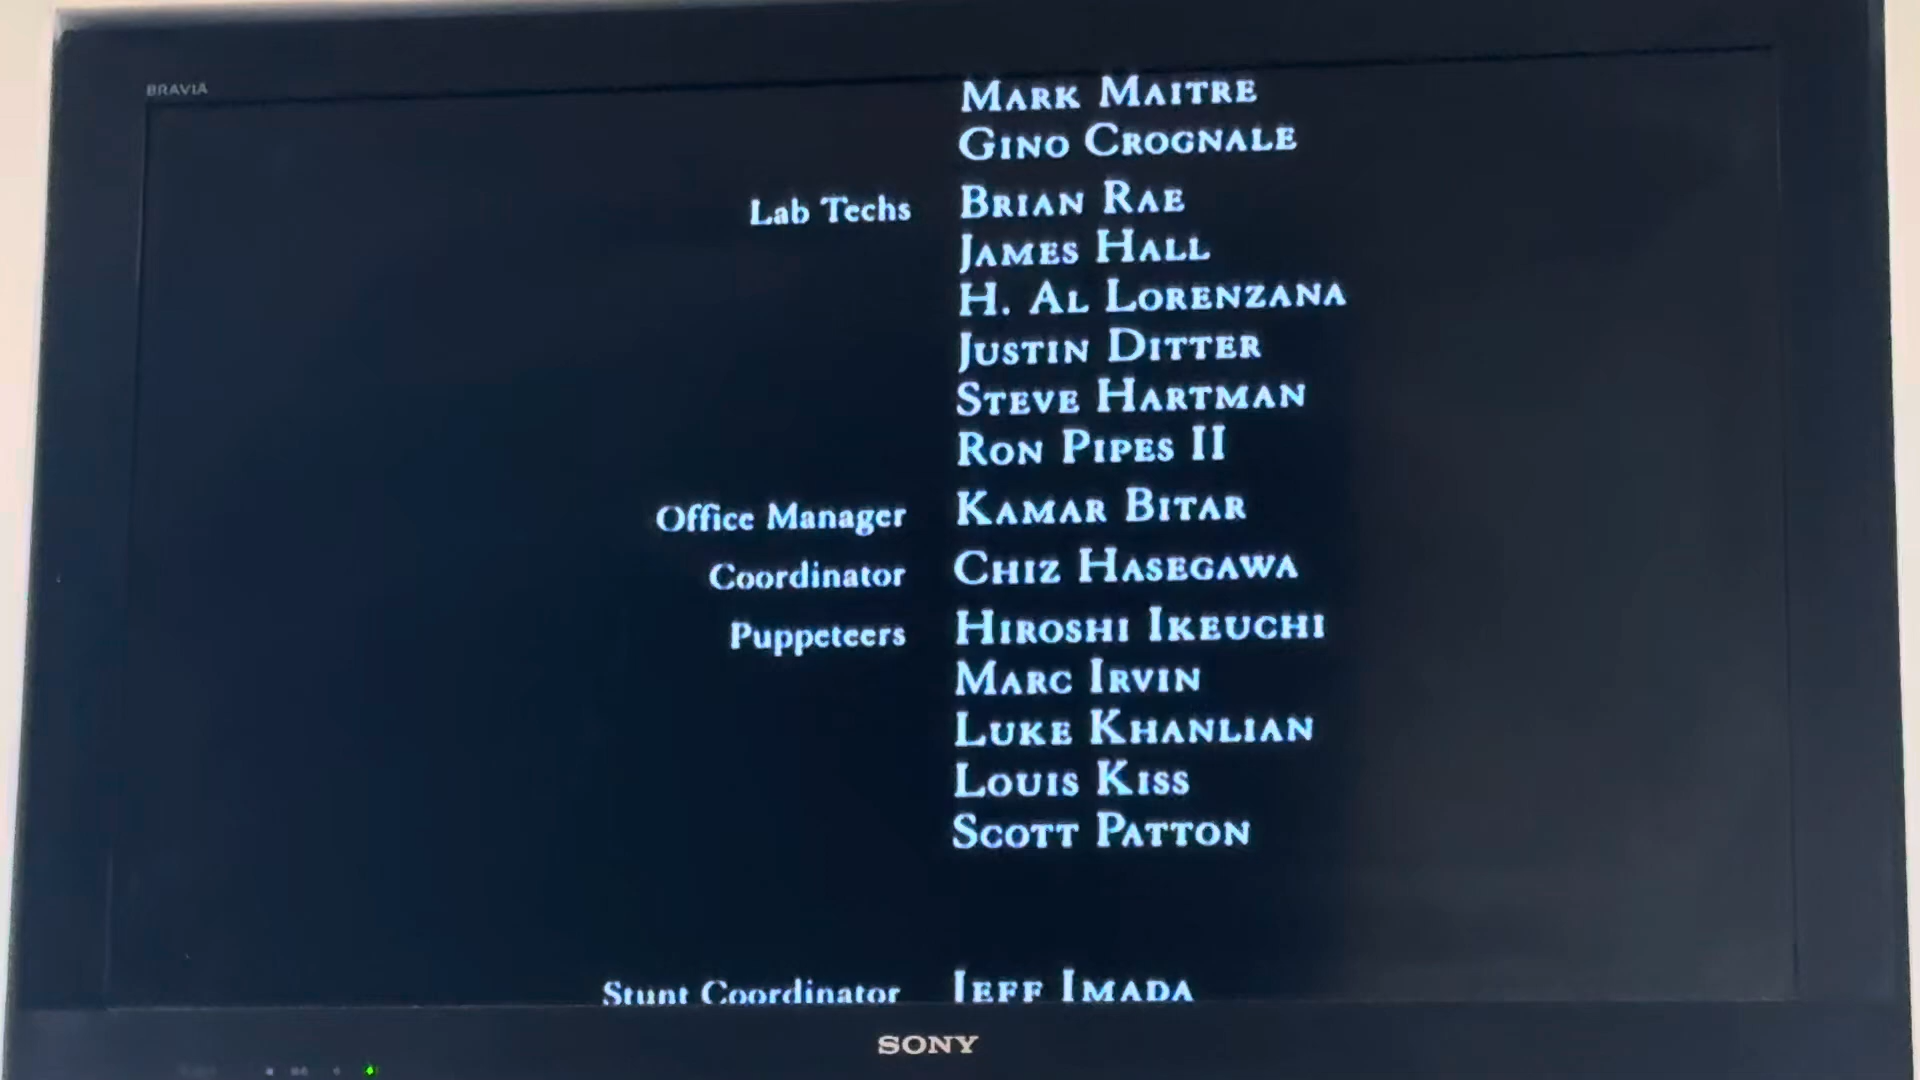 BRAVIA
MARK MAITRE
GINO CROGNALE
Lab Techs BRIAN RAE
JAMES HALL
H. AL LORENZANA
JUSTIN DITTER
STEVE HARTMAN
RON PIPES II
Office Manager KAMAR BITAR
Coordinator CHIZ HASEGAWA
Puppeteers HIROSHI IKEUCHI
MARC IRVIN
LUKE KHANLIAN
LOUIS KISS
SCOTT PATTON
Stunt Coordinator JEFF IMADA
SONY